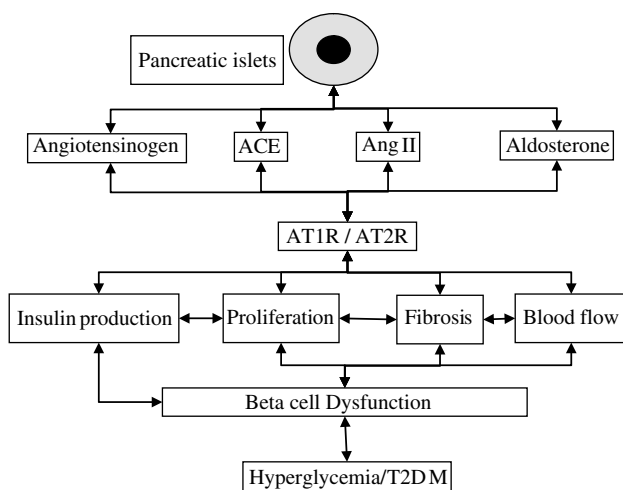 Pancreatic islets
Angiotensinogen
ACE
Ang II
Aldosterone
AT1R / AT2R
Insulin production
Proliferation
Fibrosis
Blood flow
Beta cell Dysfunction
Hyperglycemia/T2DM